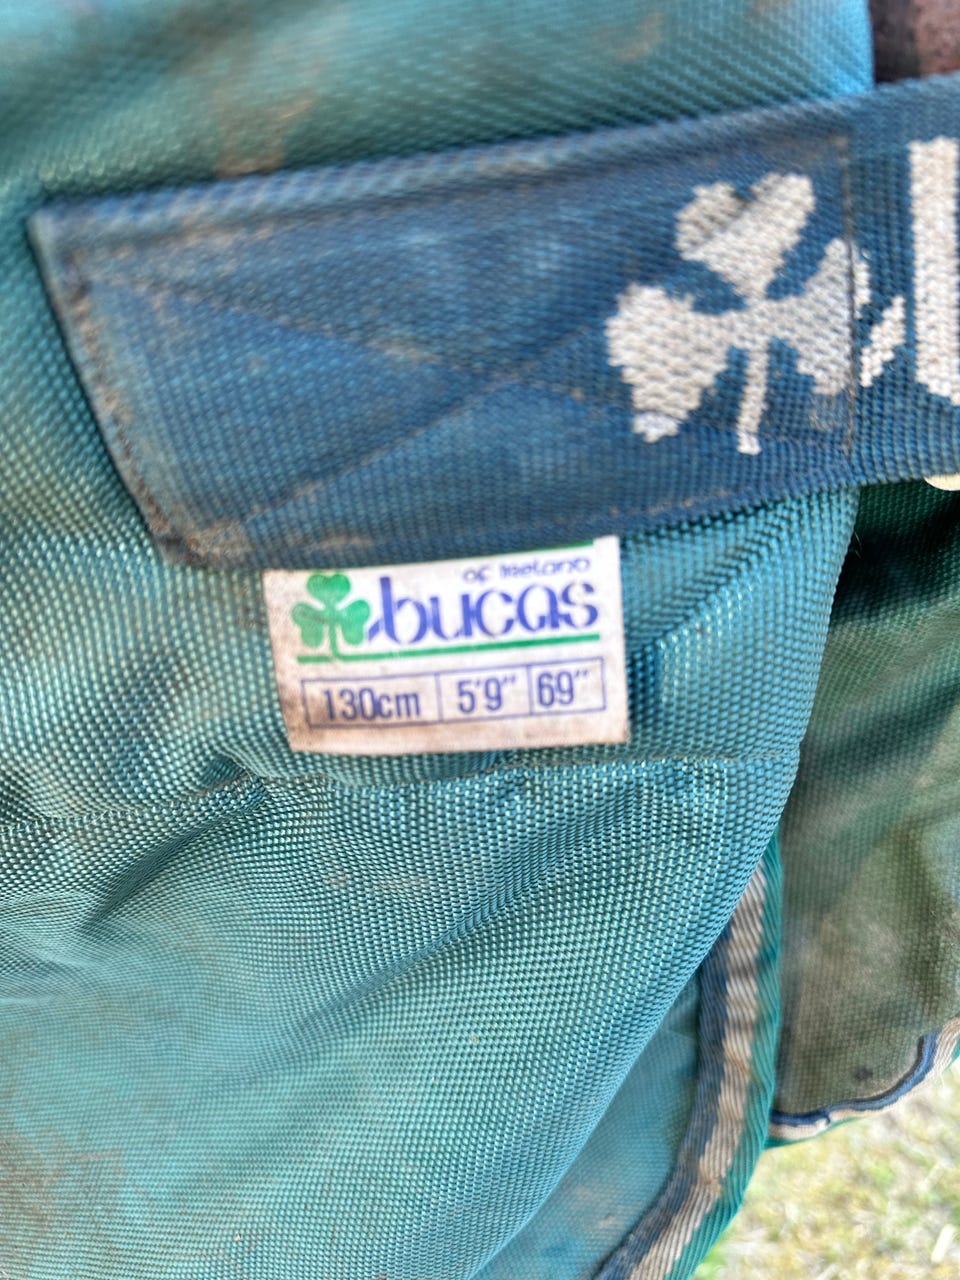 of Ireland
bucas
130cm 5'9" 69"